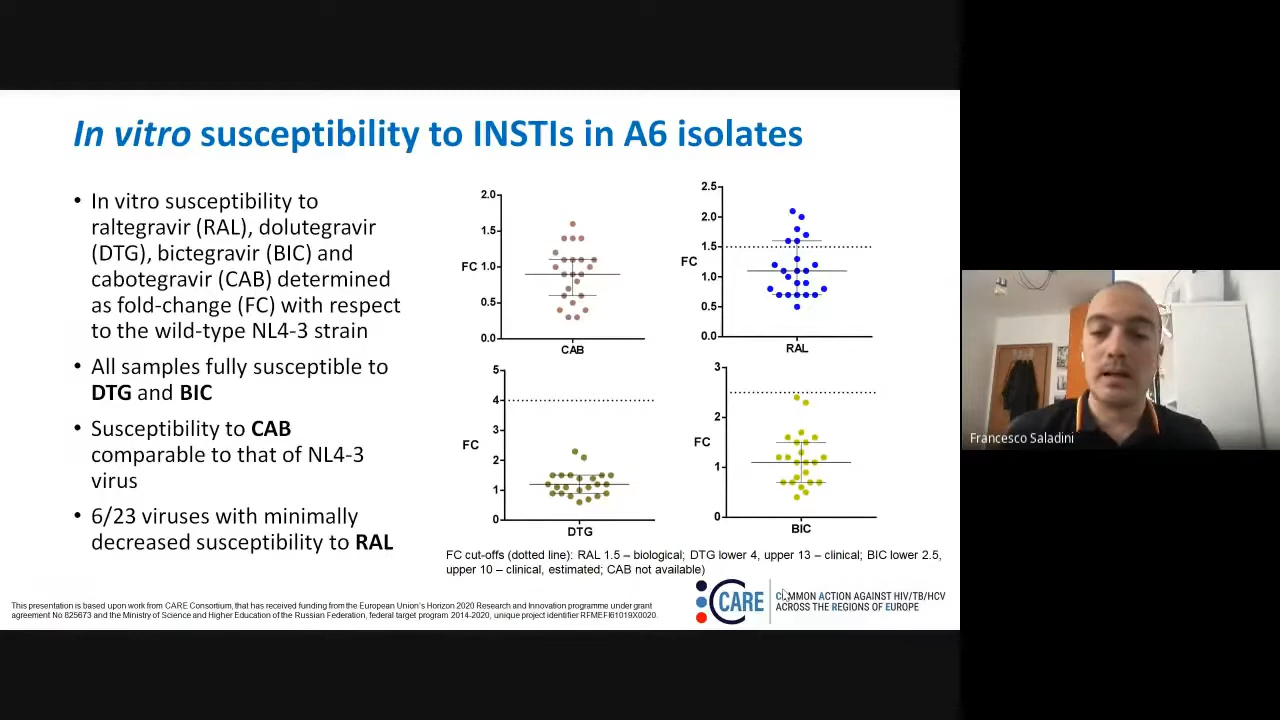 In vitro susceptibility to INSTIs in A6 isolates
• In vitro susceptibility to
raltegravir (RAL), dolutegravir
(DTG), bictegravir (BIC) and
cabotegravir (CAB) determined
as fold-change (FC) with respect
to the wild-type NL4-3 strain
• All samples fully susceptible to
DTG and BIC
• Susceptibility to CAB
comparable to that of NL4-3
virus
• 6/23 viruses with minimally
decreased susceptibility to RAL
2.0
1.5
FC 1.0
0.5
0.0
CAB
2.5
2.0
1.5
FC
1.0
0.5
0.0
RAL
5
4
3
FC
2
1
0
DTG
3
2
FC
1
0
BIC
FC cut-offs (dotted line): RAL 1.5 – biological; DTG lower 4, upper 13 – clinical; BIC lower 2.5,
upper 10 – clinical, estimated; CAB not available)
This presentation is based upon work from CARE Consortium, that has received funding from the European Union's Horizon 2020 Research and Innovation programme under grant
agreement No 825673 and the Ministry of Science and Higher Education of the Russian Federation, federal target program 2014-2020, unique project identifier RFMEFI61019X0020.
CARE
COMMON ACTION AGAINST HIV/TB/HCV
ACROSS THE REGIONS OF EUROPE
Francesco Saladini